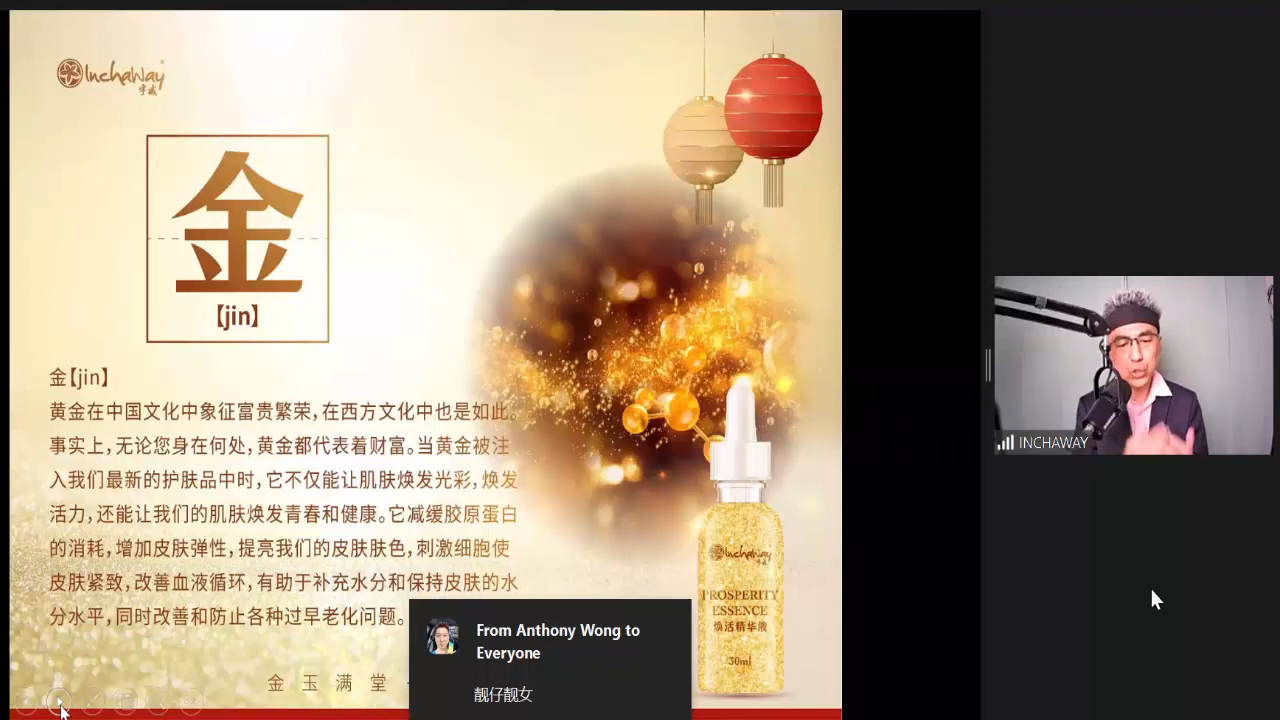 InchaWay
宇威
金
【jin】
金【jin】
黄金在中国文化中象征富贵繁荣,在西方文化中也是如此。
事实上,无论您身在何处,黄金都代表着财富。当黄金被注
入我们最新的护肤品中时,它不仅能让肌肤焕发光彩,焕发
活力,还能让我们的肌肤焕发青春和健康。它减缓胶原蛋白
的消耗,增加皮肤弹性,提亮我们的皮肤肤色,刺激细胞使
皮肤紧致,改善血液循环,有助于补充水分和保持皮肤的水
分水平,同时改善和防止各种过早老化问题。
金 玉 满 堂
InchaWay
PROSPERITY
ESSENCE
焕活精华液
30ml
From Anthony Wong to
Everyone
靓仔靓女
INCHAWAY